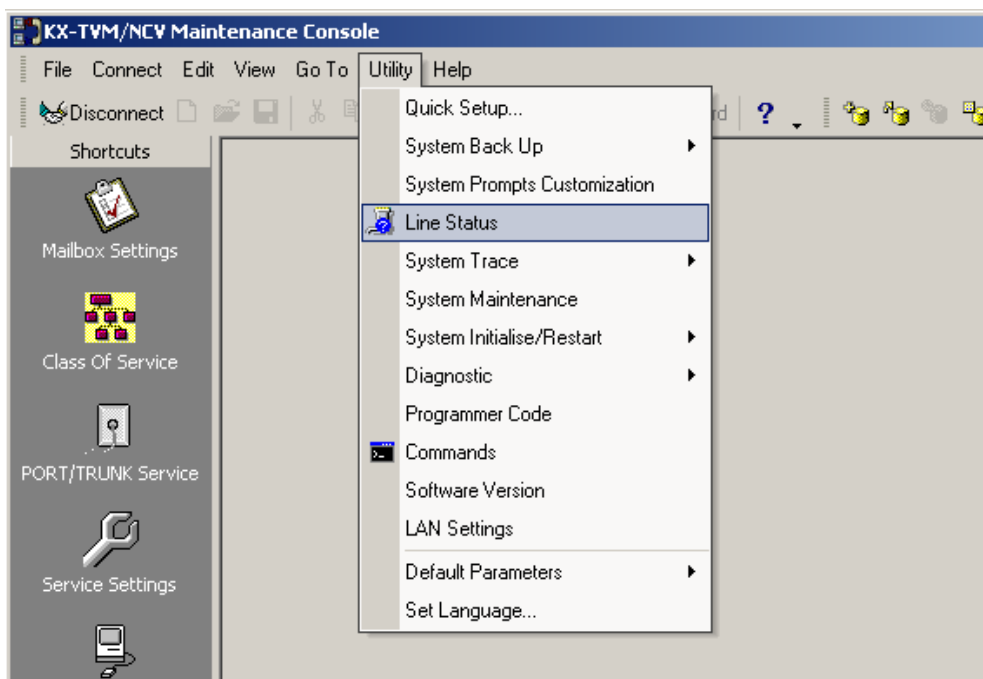 KX-TVM/NCV Maintenance Console
File Connect Edit View Go To Utility Help
Disconnect
rd
?
Shortcuts
Mailbox Settings
Class Of Service
PORT/TRUNK Service
Service Settings
Quick Setup...
System Back Up
System Prompts Customization
Line Status
System Trace
System Maintenance
System Initialise/Restart
Diagnostic
Programmer Code
Commands
Software Version
LAN Settings
Default Parameters
Set Language...